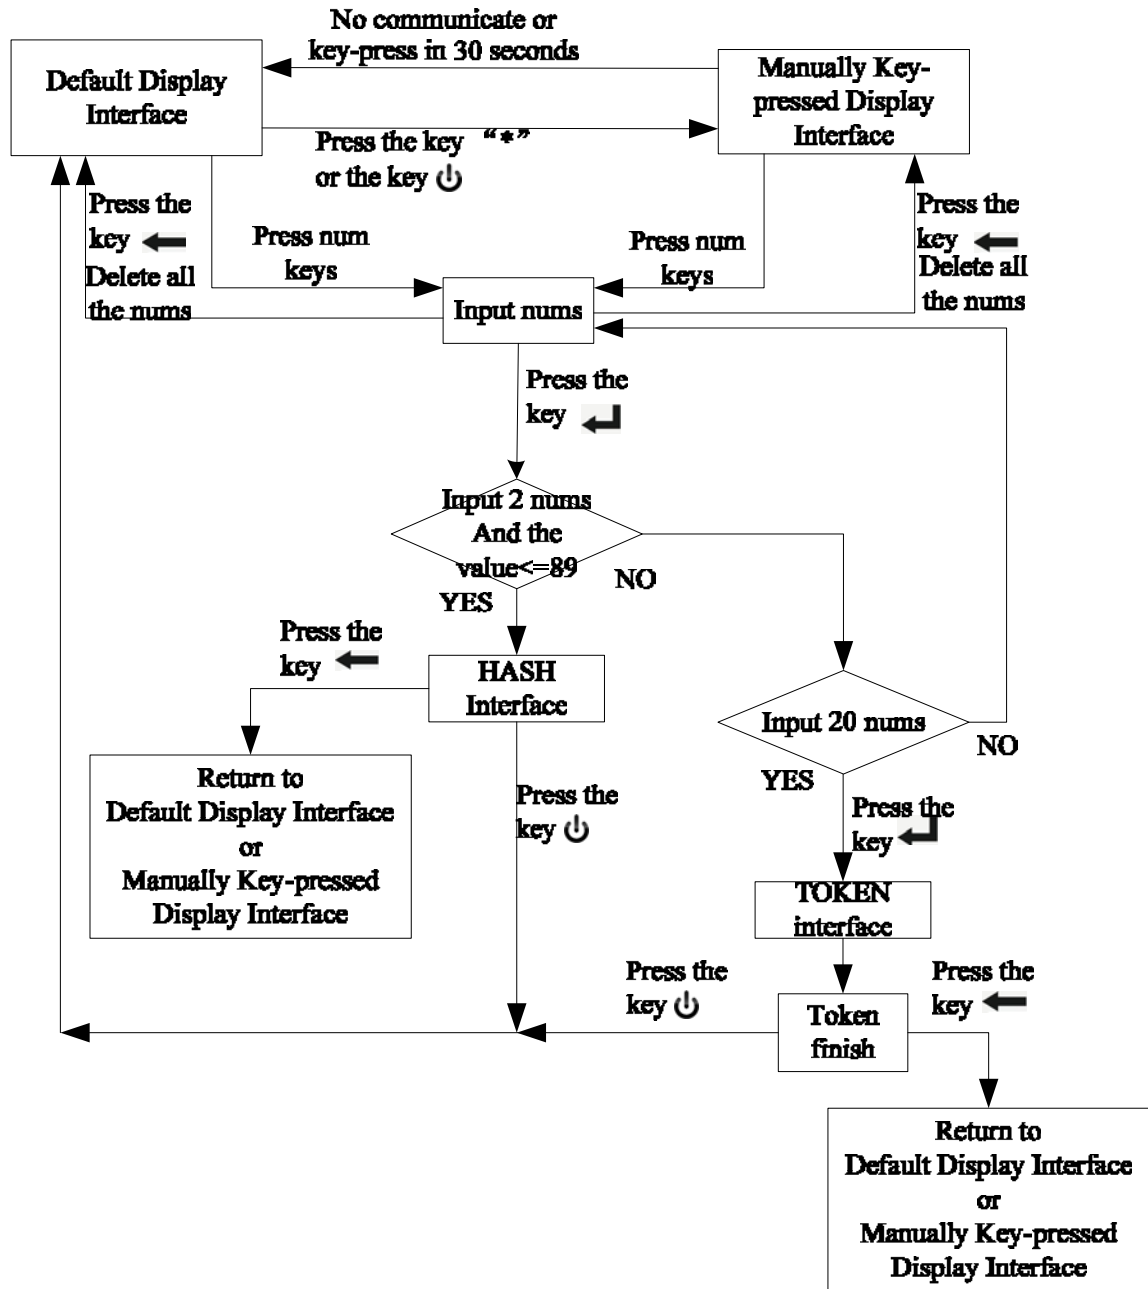 No communicate or
key-press in 30 seconds
Default Display
Interface
Manually Key-
pressed Display
Interface
Press the key “*”
or the key
Press the
key
Delete all
the nums
Press num
keys
Press num
keys
Press the
key
Delete all
the nums
Input nums
Press the
key
Input 2 nums
And the
value<=89
YES
NO
Press the
key
HASH
Interface
Input 20 nums
NO
YES
Return to
Default Display Interface
or
Manually Key-pressed
Display Interface
Press the
key
Press the
key
TOKEN
interface
Press the
key
Press the
key
Token
finish
Return to
Default Display Interface
or
Manually Key-pressed
Display Interface